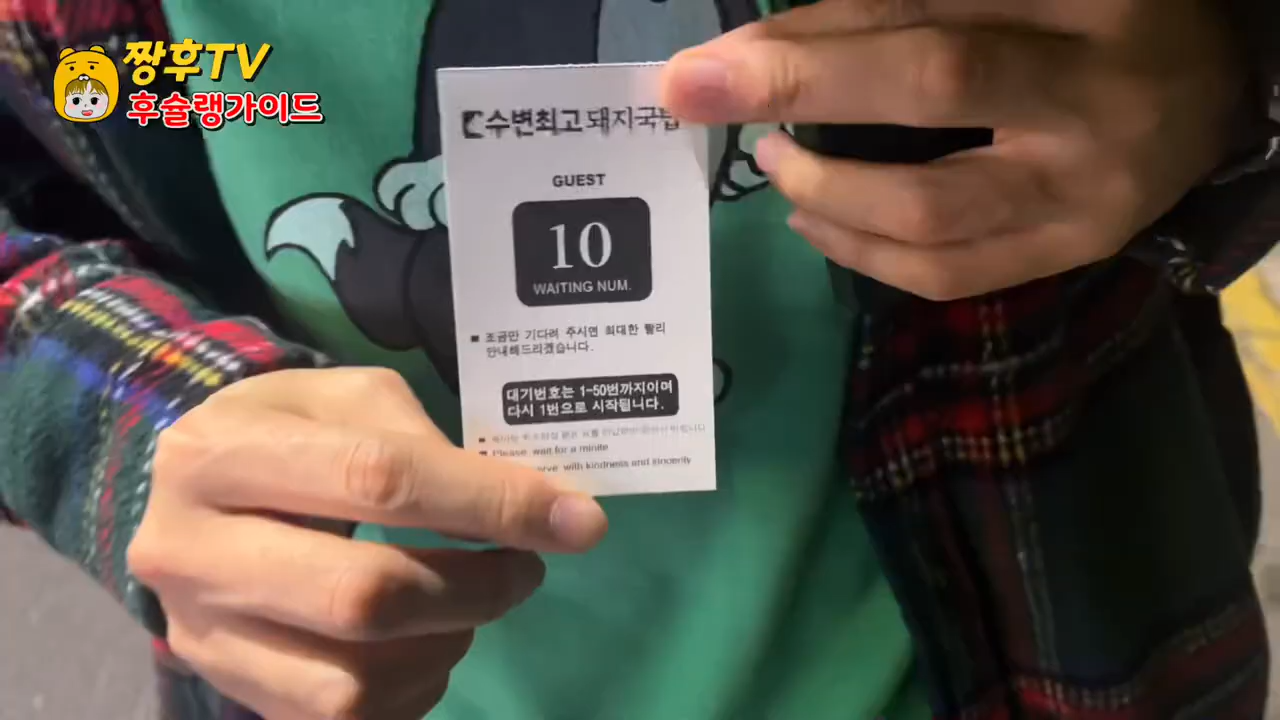 짱후TV
후슐랭가이드
수변최고돼지국밥
GUEST
10
WAITING NUM.
■ 조금만 기다려 주시면 최대한 빨리
안내해드리겠습니다.
대기번호는 1-50번까지이며
다시 1번으로 시작됩니다.
■ Please wait for a minite
with kindness and sincerity